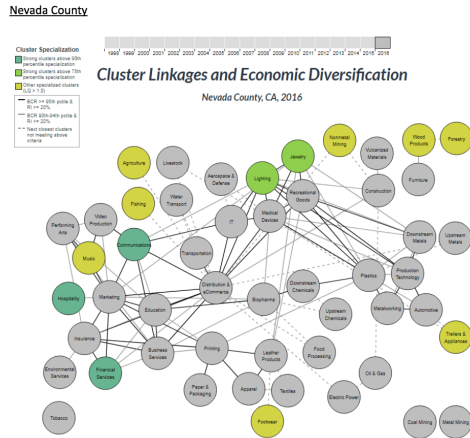 Nevada County
1998
1999
2000
2001
2002
2003
2004
2005
2006
2007
2008
2009
2010
2011
2012
2013
2014
2015
2016
Cluster Specialization
Strong clusters above 90th
percentile specialization
Strong clusters above 75th
percentile specialization
Other specialized clusters
(LQ > 1.0)
BCR >= 95th pctile &
RI >= 20%
BCR 90th-94th pctile &
RI >= 20%
Next closest clusters
not meeting above
criteria
Cluster Linkages and Economic Diversification
Nevada County, CA, 2016
Agriculture
Livestock
Aerospace &
Defense
Lighting
Jewelry
Nonmetal
Mining
Vulcanized
Materials
Wood
Products
Forestry
Fishing
Water
Transport
Recreational
Goods
Construction
Furniture
Performing
Arts
Video
Production
IT
Medical
Devices
Communications
Downstream
Metals
Upstream
Metals
Music
Transportation
Plastics
Production
Technology
Hospitality
Marketing
Distribution &
eCommerce
Biopharma
Downstream
Chemicals
Education
Upstream
Chemicals
Metalworking
Automotive
Trailers &
Appliances
Insurance
Business
Services
Printing
Leather
Products
Food
Processing
Environmental
Services
Financial
Services
Oil & Gas
Paper &
Packaging
Apparel
Textiles
Electric Power
Tobacco
Footwear
Coal Mining
Metal Mining